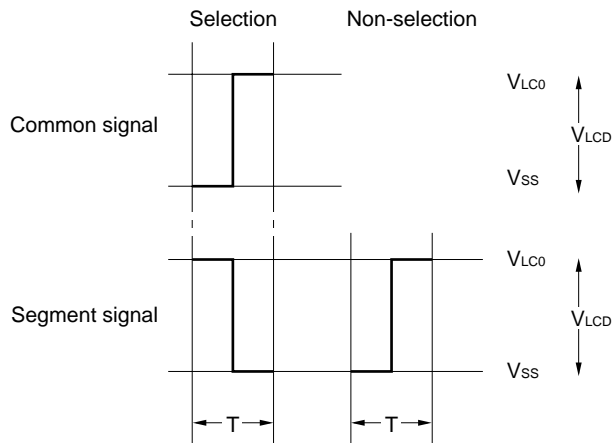 Selection Non-selection
VLC0
Common signal
VLCD
VSS
VLC0
Segment signal
VLCD
VSS
T T